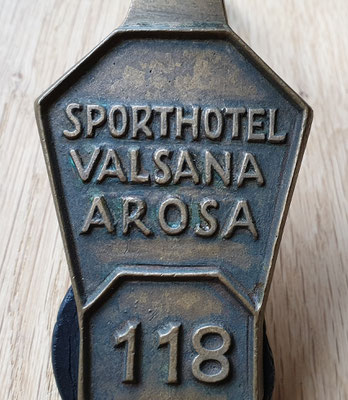 SPORTHOTEL
VALSANA
AROSA
118